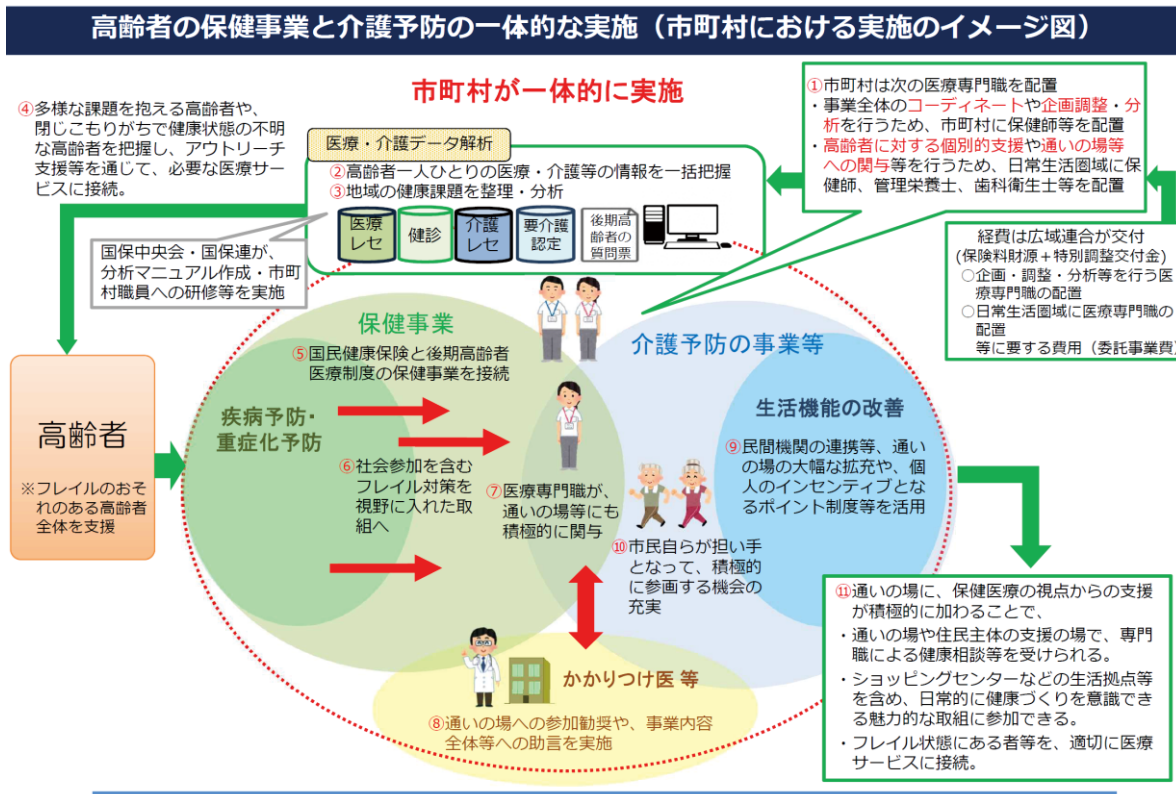 高齢者の保健事業と介護予防の一体的な実施（市町村における実施のイメージ図）
市町村が一体的に実施
④多様な課題を抱える高齢者や、
閉じこもりがちで健康状態の不明
な高齢者を把握し、アウトリーチ
支援等を通じて、必要な医療サー
ビスに接続。
医療・介護データ解析
②高齢者一人ひとりの医療・介護等の情報を一括把握
③地域の健康課題を整理・分析
医療
レセ
健診
介護
レセ
要介護
認定
後期高
齢者の
質問票
①市町村は次の医療専門職を配置
・事業全体のコーディネートや企画調整・分
析を行うため、市町村に保健師等を配置
・高齢者に対する個別的支援や通いの場等
への関与等を行うため、日常生活圏域に保
健師、管理栄養士、歯科衛生士等を配置
経費は広域連合が交付
(保険料財源＋特別調整交付金)
○企画・調整・分析等を行う医
療専門職の配置
○日常生活圏域に医療専門職の
配置
等に要する費用（委託事業費）
国保中央会・国保連が、
分析マニュアル作成・市町
村職員への研修等を実施
高齢者
※フレイルのおそ
れのある高齢者
全体を支援
保健事業
⑤国民健康保険と後期高齢者
医療制度の保健事業を接続
疾病予防・
重症化予防
⑥社会参加を含む
フレイル対策を
視野に入れた取
組へ
⑦医療専門職が、
通いの場等にも
積極的に関与
介護予防の事業等
生活機能の改善
⑨民間機関の連携等、通い
の場の大幅な拡充や、個
人のインセンティブとな
るポイント制度等を活用
⑩市民自らが担い手
となって、積極的
に参画する機会の
充実
かかりつけ医 等
⑧通いの場への参加勧奨や、事業内容
全体等への助言を実施
⑪通いの場に、保健医療の視点からの支援
が積極的に加わることで、
・通いの場や住民主体の支援の場で、専門
職による健康相談等を受けられる。
・ショッピングセンターなどの生活拠点等
を含め、日常的に健康づくりを意識でき
る魅力的な取組に参加できる。
・フレイル状態にある者等を、適切に医療
サービスに接続。